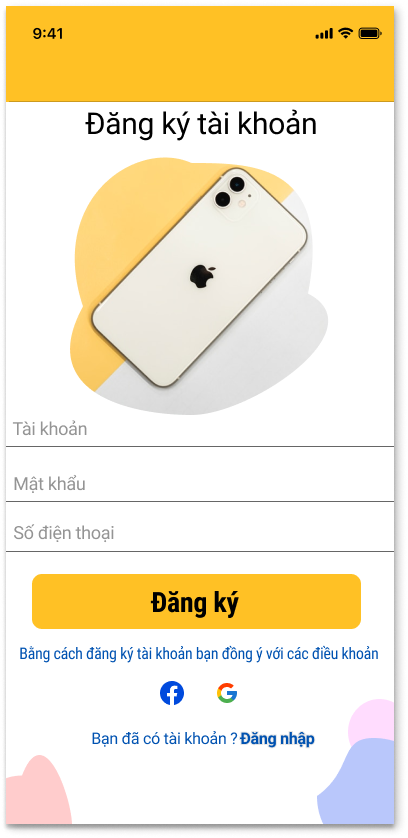 9:41
Đăng ký tài khoản
Tài khoản
Mật khẩu
Số điện thoại
Đăng ký
Bằng cách đăng ký tài khoản bạn đồng ý với các điều khoản
Bạn đã có tài khoản ? Đăng nhập